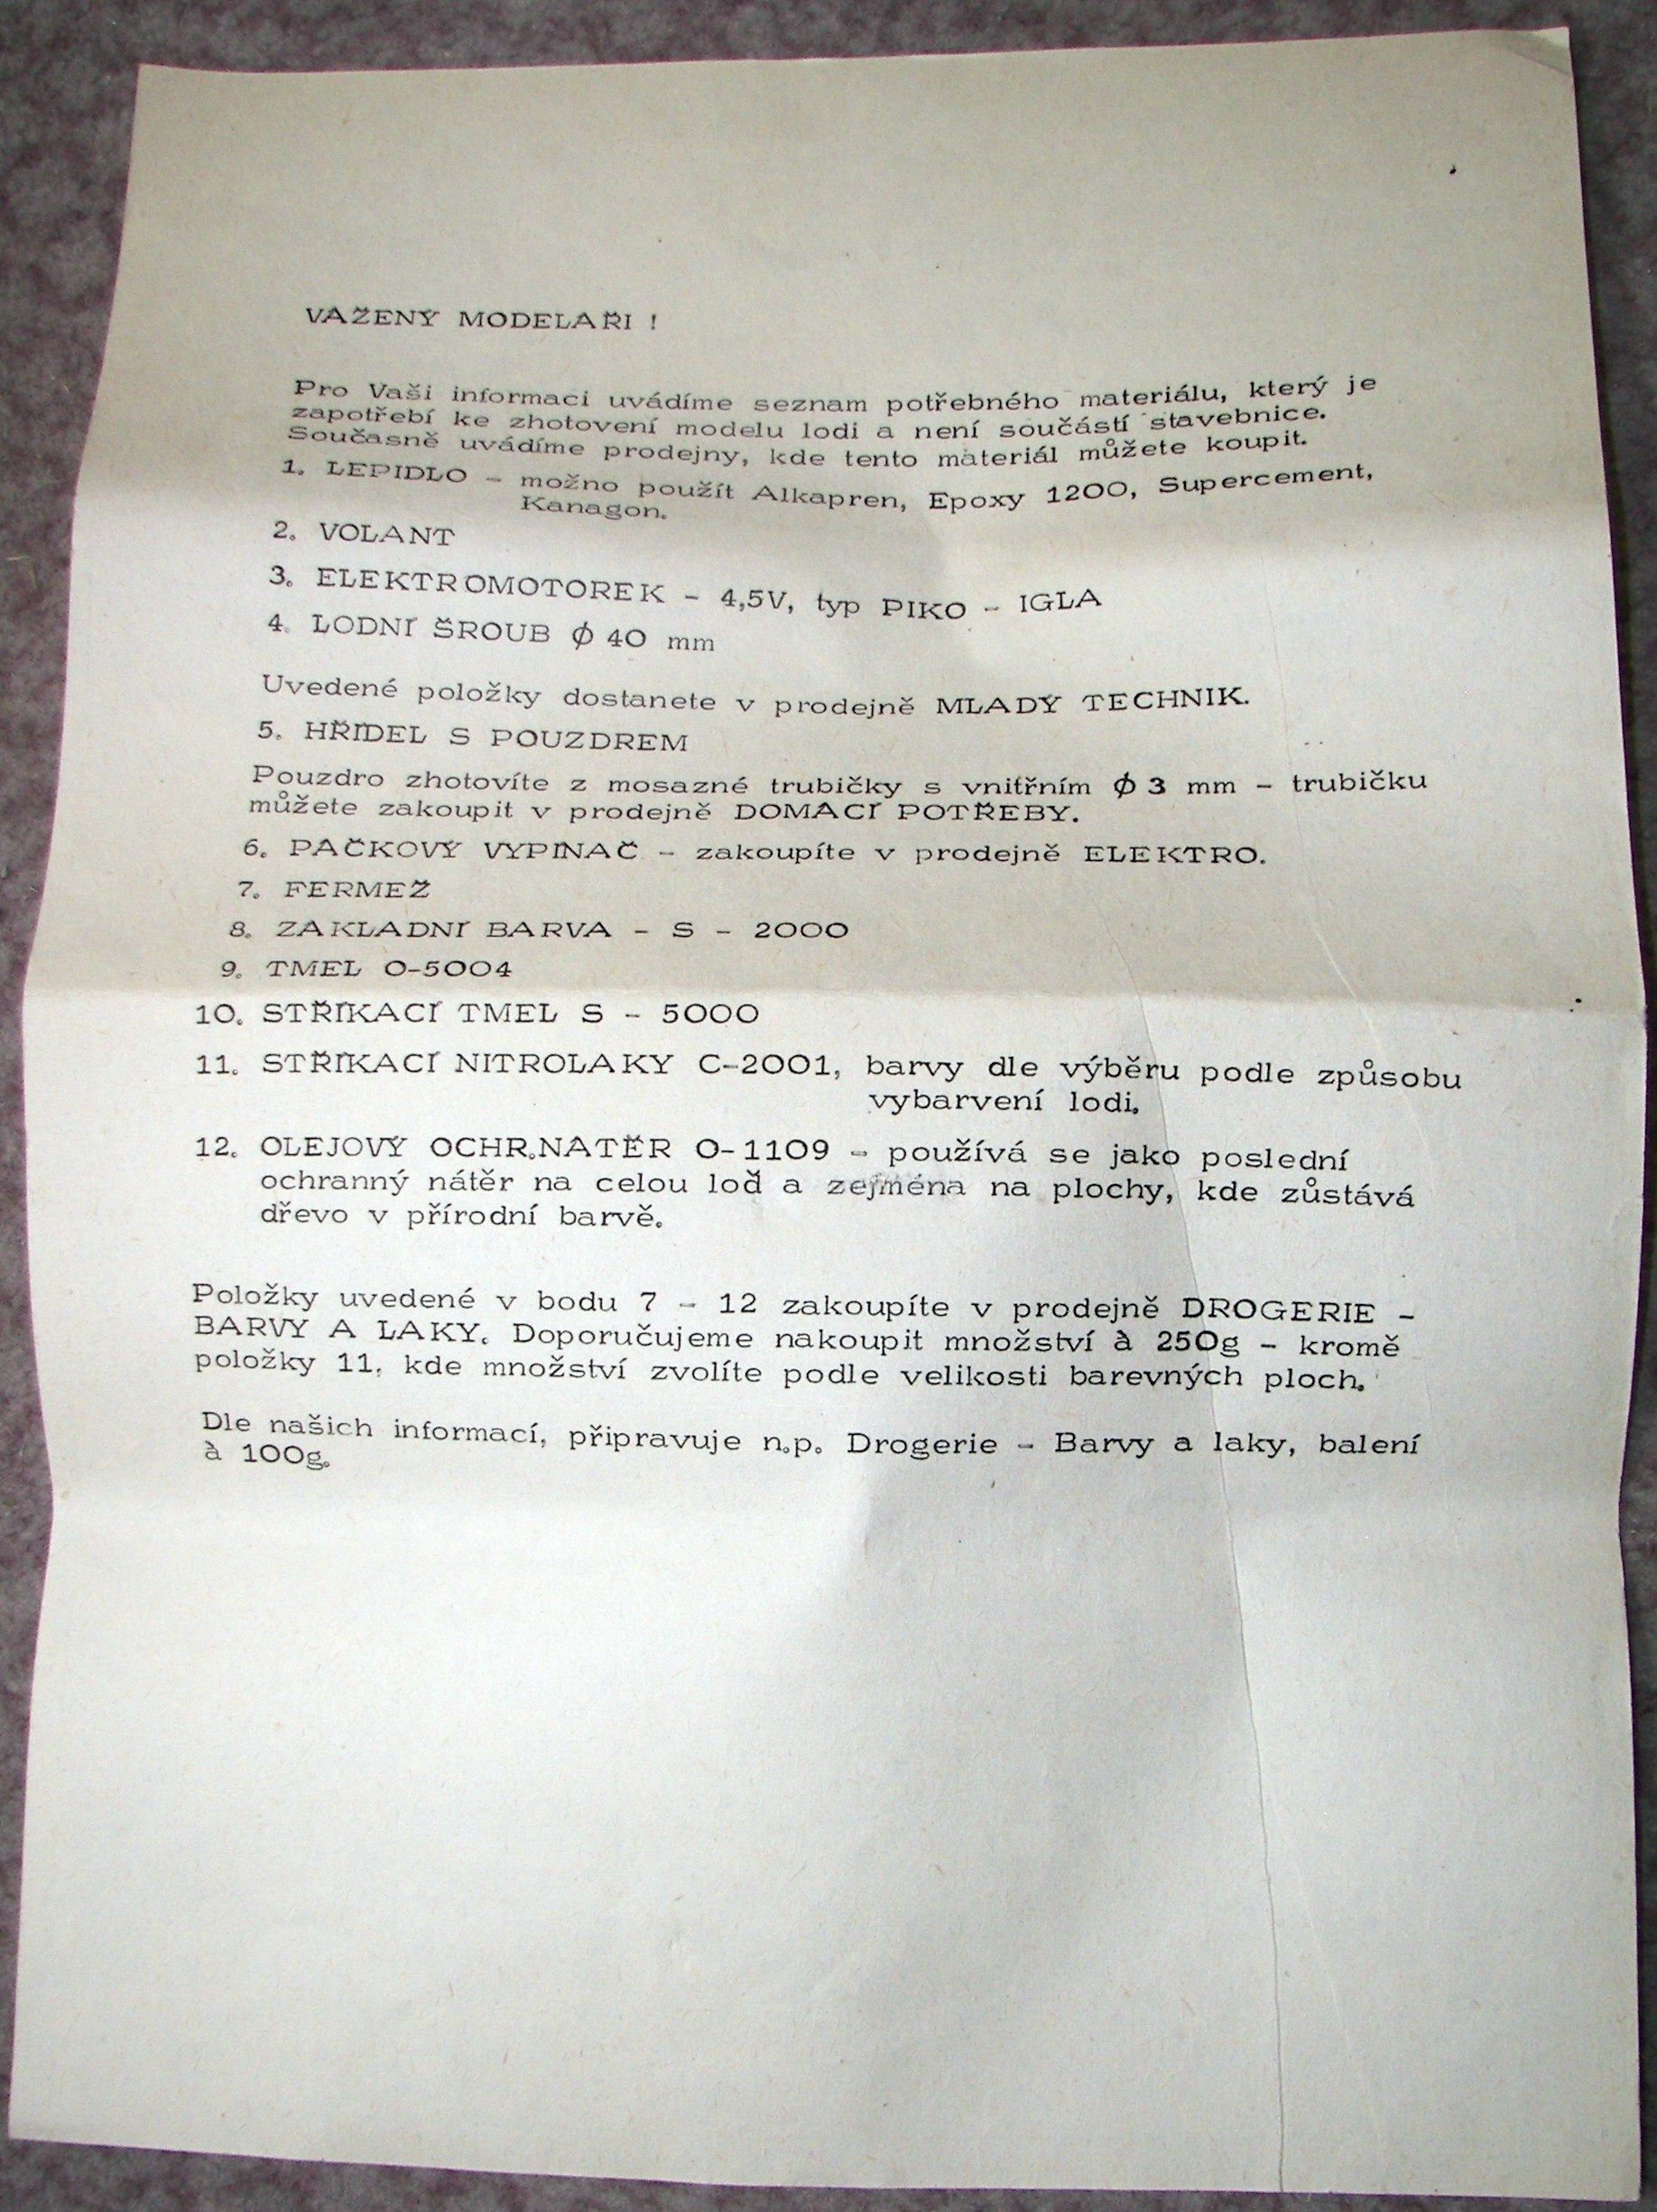 VÁŽENÝ MODELÁŘI !
Pro Vaši informaci uvádíme seznam potřebného materiálu, který je
zapotřebí ke zhotovení modelu lodi a není součástí stavebnice.
Současně uvádíme prodejny, kde tento materiál můžete koupit.
1. LEPIDLO - možno použít Alkapren, Epoxy 1200, Supercement,
Kanagon.
2. VOLANT
3. ELEKTROMOTOREK - 4,5V, typ PIKO - IGLA
4. LODNÍ ŠROUB Ø 40 mm
Uvedené položky dostanete v prodejně MLADÝ TECHNIK.
5. HŘÍDEL S POUZDREM
Pouzdro zhotovíte z mosazné trubičky s vnitřním Ø 3 mm - trubičku
můžete zakoupit v prodejně DOMÁCÍ POTŘEBY.
6. PÁČKOVÝ VYPÍNAČ - zakoupíte v prodejně ELEKTRO.
7. FERMEŽ
8. ZÁKLADNÍ BARVA - S - 2000
9. TMEL O-5004
10. STŘÍKACÍ TMEL S - 5000
11. STŘÍKACÍ NITROLAKY C-2001, barvy dle výběru podle způsobu
vybarvení lodi.
12. OLEJOVÝ OCHR.NÁTĚR O-1109 - používá se jako poslední
ochranný nátěr na celou loď a zejména na plochy, kde zůstává
dřevo v přírodní barvě.
Položky uvedené v bodu 7 - 12 zakoupíte v prodejně DROGERIE -
BARVY A LAKY. Doporučujeme nakoupit množství à 250g - kromě
položky 11, kde množství zvolíte podle velikosti barevných ploch.
Dle našich informací, připravuje n.p. Drogerie - Barvy a laky, balení
à 100g.